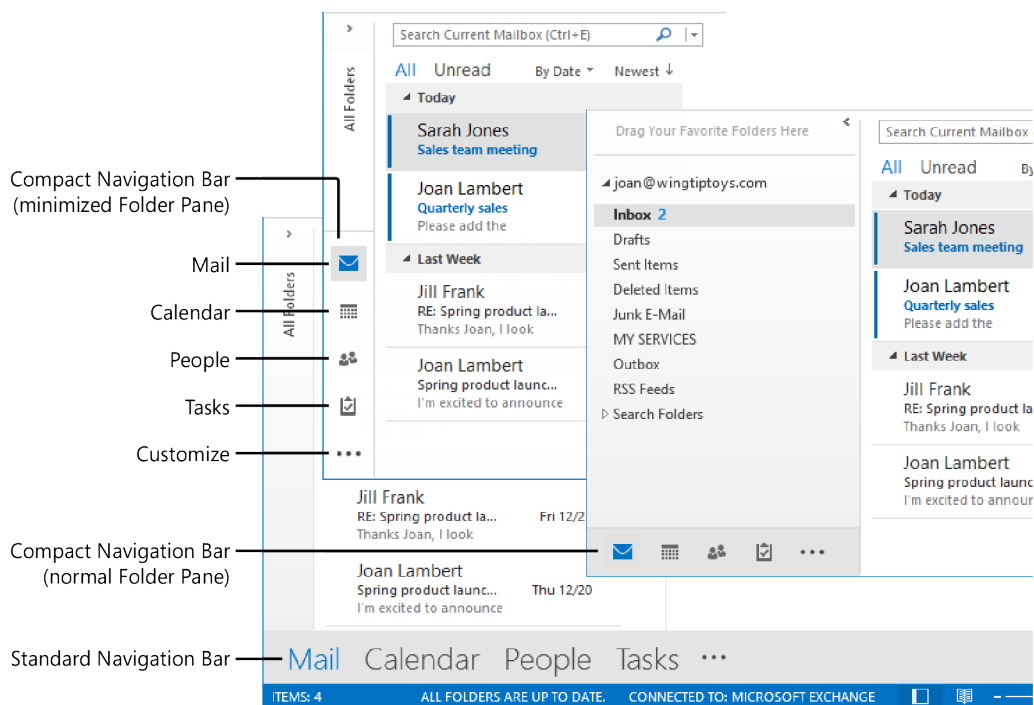 Compact Navigation Bar
(minimized Folder Pane)
Mail
Calendar
People
Tasks
Customize
Compact Navigation Bar
(normal Folder Pane)
Standard Navigation Bar
All Folders
Search Current Mailbox (Ctrl+E)
All Unread By Date Newest
Today
Sarah Jones
Sales team meeting
Joan Lambert
Quarterly sales
Please add the
Last Week
Jill Frank
RE: Spring product la...
Thanks Joan, I look
Joan Lambert
Spring product launc...
I'm excited to announce
Drag Your Favorite Folders Here
joan@wingtiptoys.com
Inbox 2
Drafts
Sent Items
Deleted Items
Junk E-Mail
MY SERVICES
Outbox
RSS Feeds
Search Folders
Search Current Mailbox
All Unread By
Today
Sarah Jones
Sales team meeting
Joan Lambert
Quarterly sales
Please add the
Last Week
Jill Frank
RE: Spring product la
Thanks Joan, I look
Joan Lambert
Spring product launc
I'm excited to announ
All Folders
Jill Frank
RE: Spring product la... Fri 12/2
Thanks Joan, I look
Joan Lambert
Spring product launc... Thu 12/20
I'm excited to announce
Mail Calendar People Tasks ...
ITEMS: 4 ALL FOLDERS ARE UP TO DATE. CONNECTED TO: MICROSOFT EXCHANGE